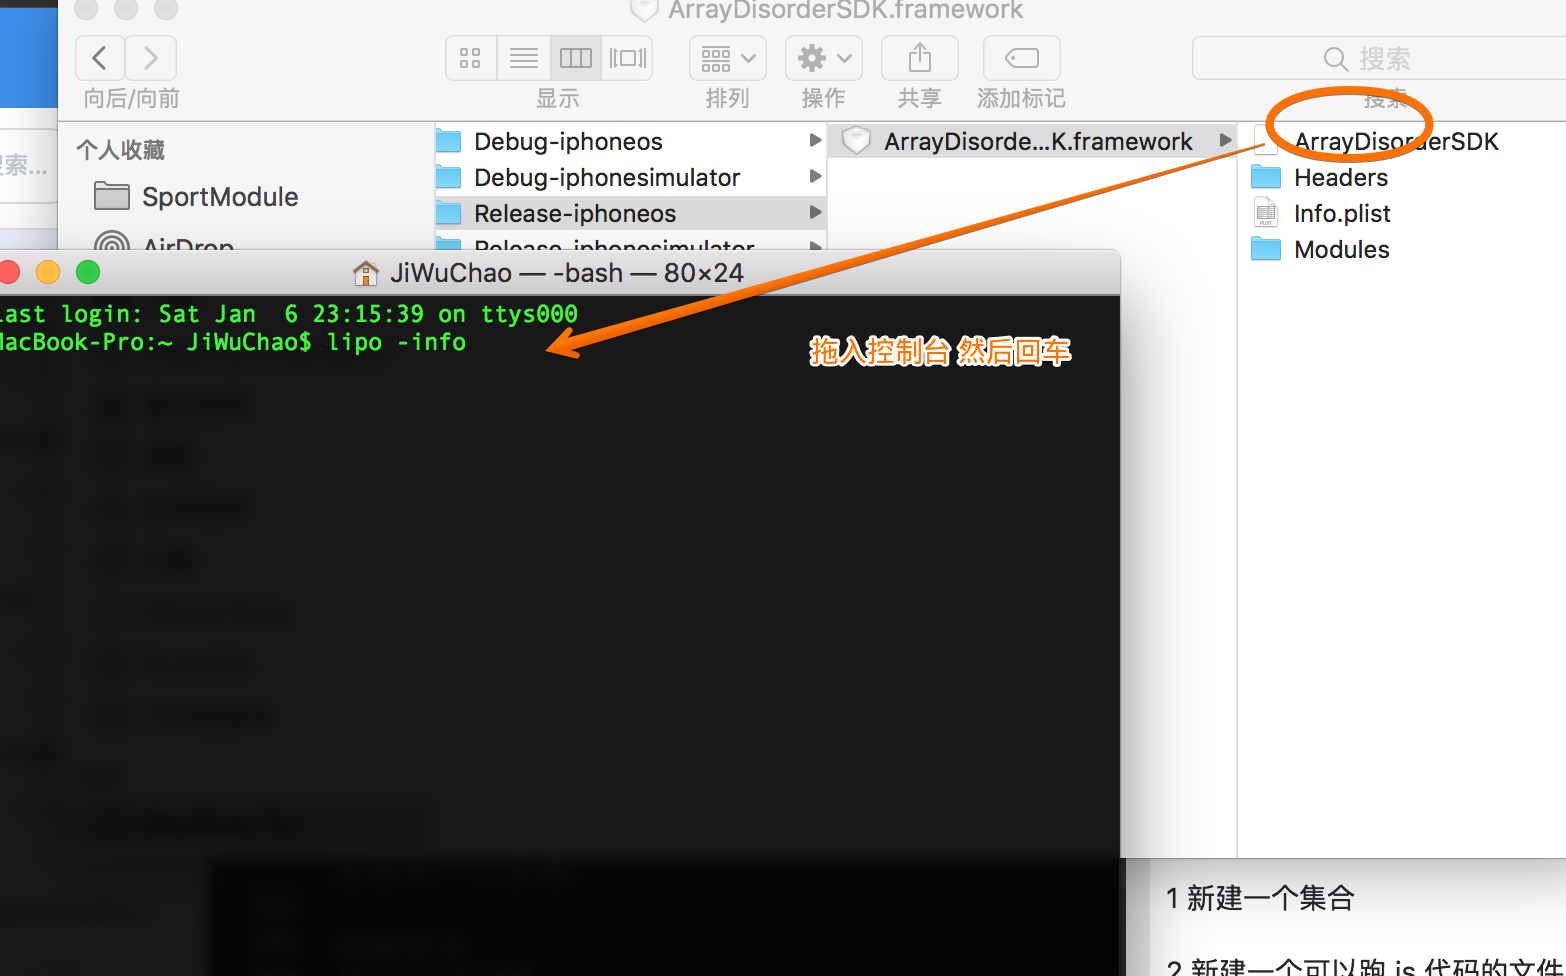 ArrayDisorderSDK.framework
搜索
向后/向前
显示
排列
操作
共享
添加标记
搜索
搜索...
个人收藏
SportModule
AirDrop
Debug-iphoneos
Debug-iphonesimulator
Release-iphoneos
Release-iphonesimulator
ArrayDisorde...K.framework
ArrayDisorderSDK
Headers
Info.plist
Modules
JiWuChao — -bash — 80×24
Last login: Sat Jan  6 23:15:39 on ttys000
MacBook-Pro:~ JiWuChao$ lipo -info
拖入控制台 然后回车
1 新建一个集合
2 新建一个可以跑 js 代码的文件